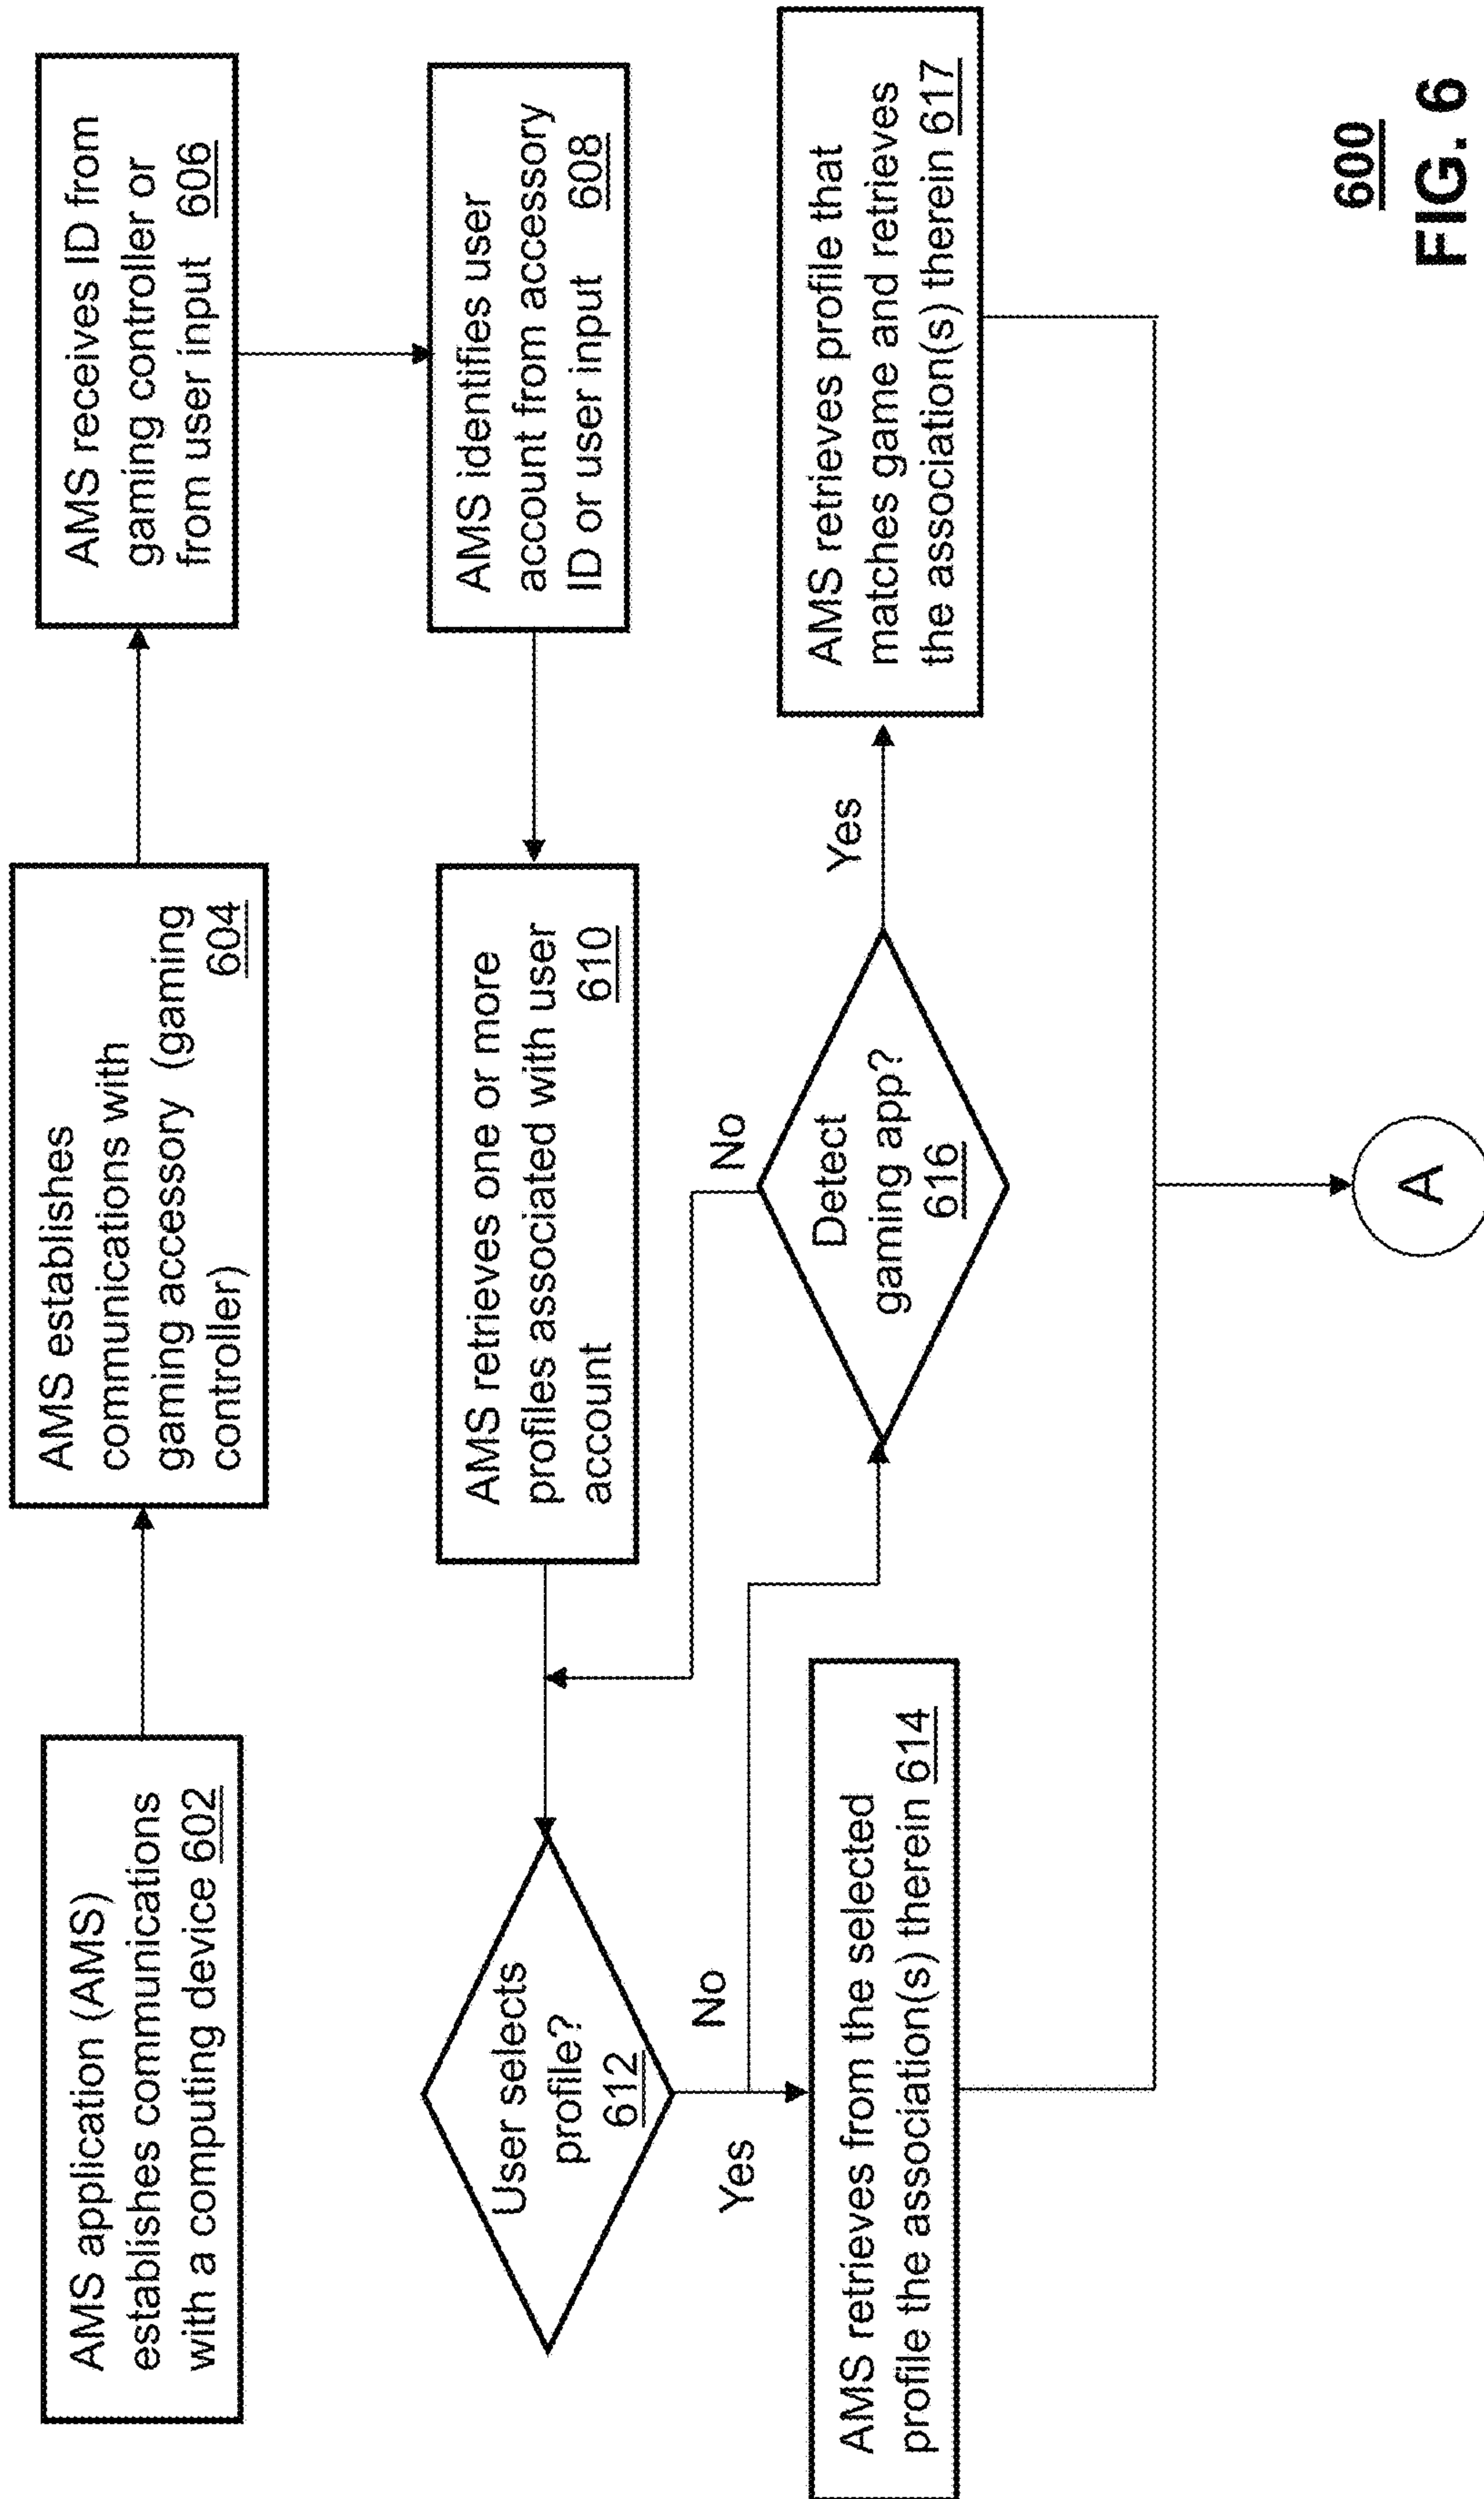 AMS application (AMS)
establishes communications
with a computing device 602
AMS establishes
communications with
gaming accessory (gaming
controller) 604
AMS receives ID from
gaming controller or
from user input 606
AMS identifies user
account from accessory
ID or user input 608
AMS retrieves one or more
profiles associated with user
account 610
User selects
profile?
612
No
Yes
AMS retrieves from the selected
profile the association(s) therein 614
Detect
gaming app?
616
No
Yes
AMS retrieves profile that
matches game and retrieves
the association(s) therein 617
A
600
FIG. 6